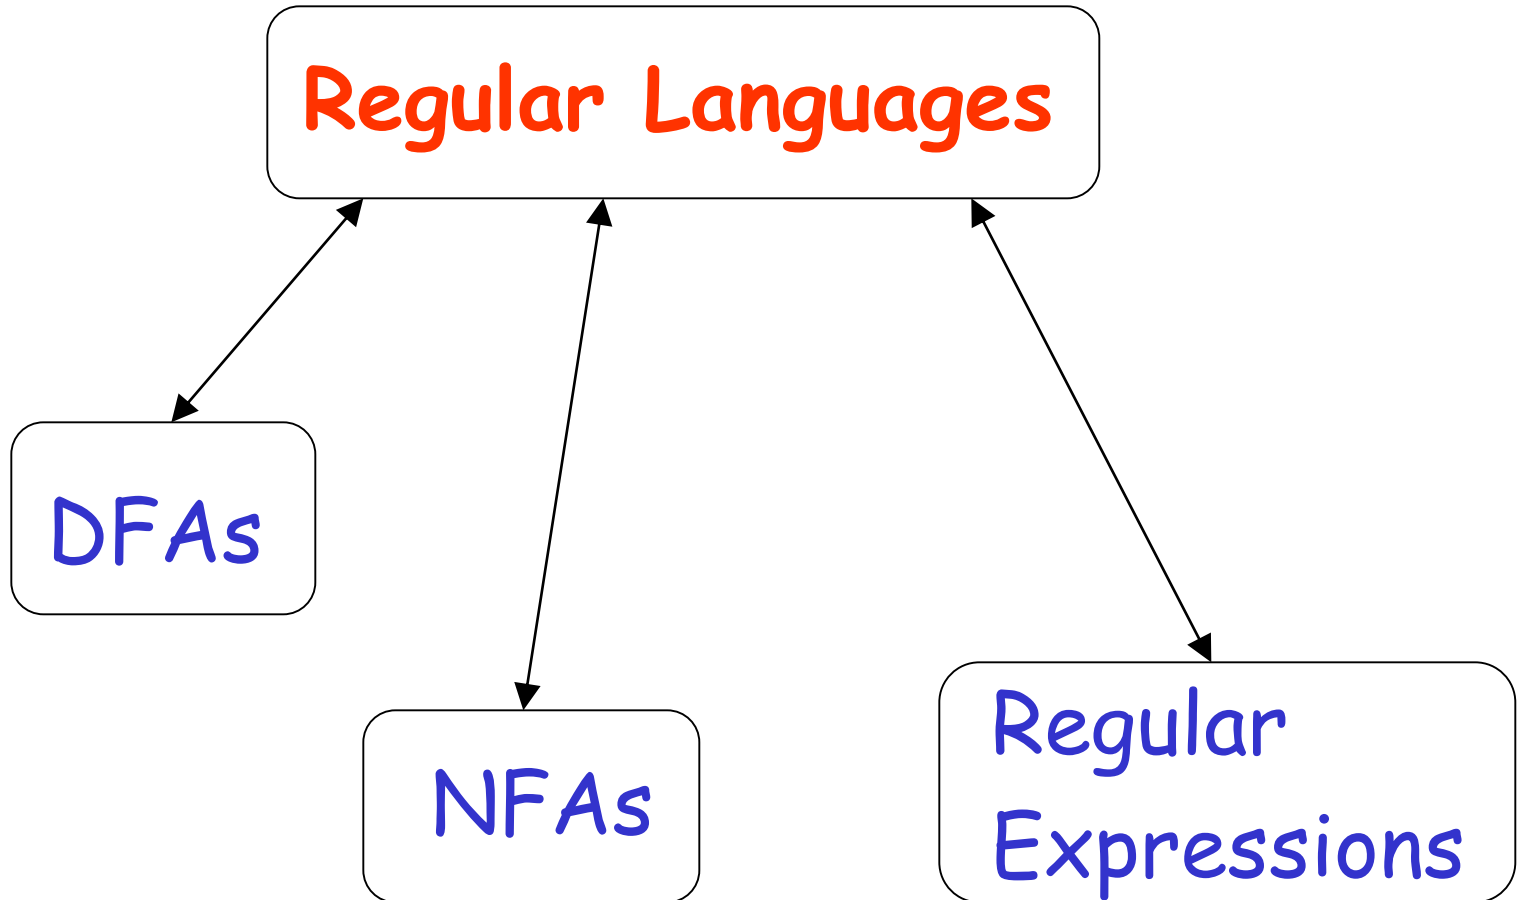 Regular Languages
DFAs
NFAs
Regular
Expressions